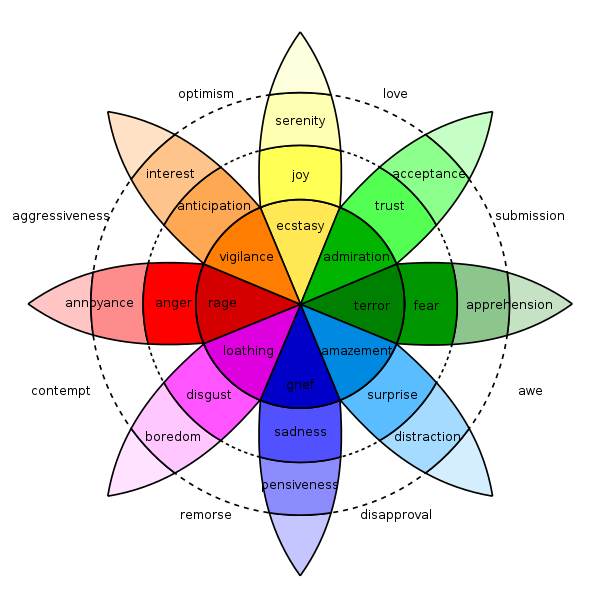 optimism
love
serenity
interest
acceptance
joy
anticipation
trust
aggressiveness
submission
ecstasy
vigilance
admiration
annoyance
anger
rage
terror
fear
apprehension
loathing
amazement
contempt
grief
awe
disgust
surprise
sadness
boredom
distraction
pensiveness
remorse
disapproval